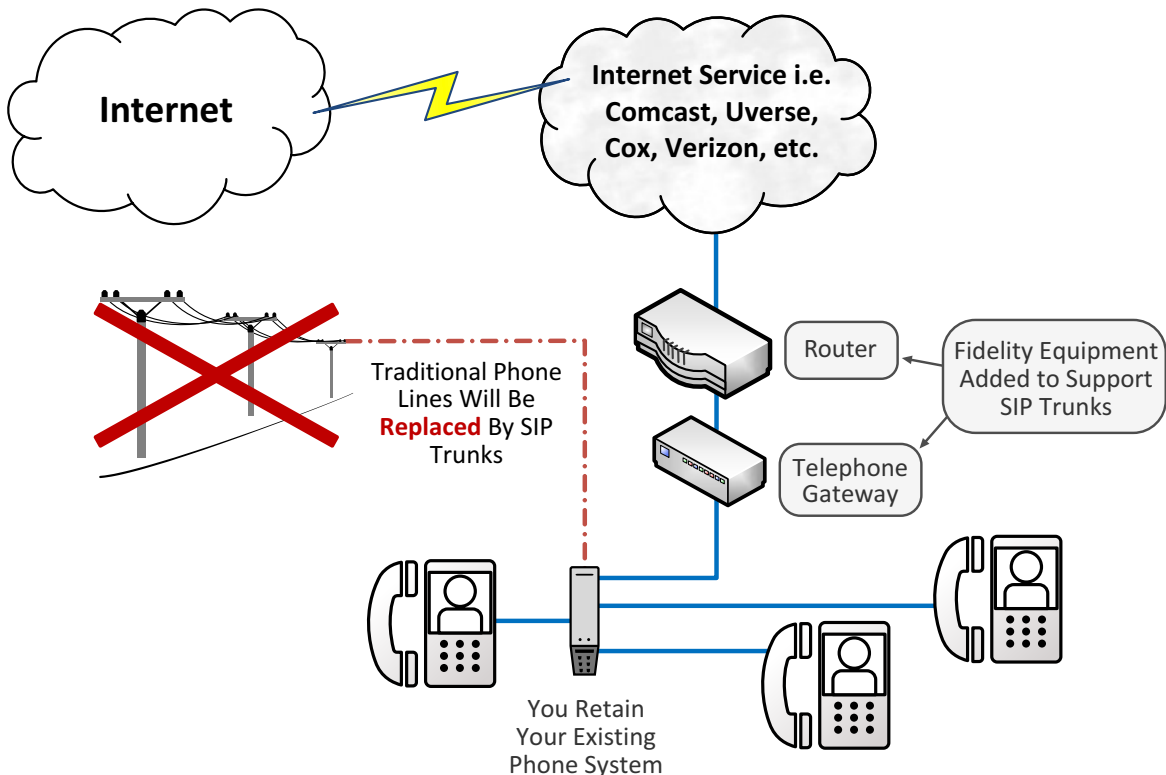 Internet
Internet Service i.e.
Comcast, Uverse,
Cox, Verizon, etc.
Traditional Phone
Lines Will Be
Replaced By SIP
Trunks
Router
Fidelity Equipment
Added to Support
SIP Trunks
Telephone
Gateway
You Retain
Your Existing
Phone System